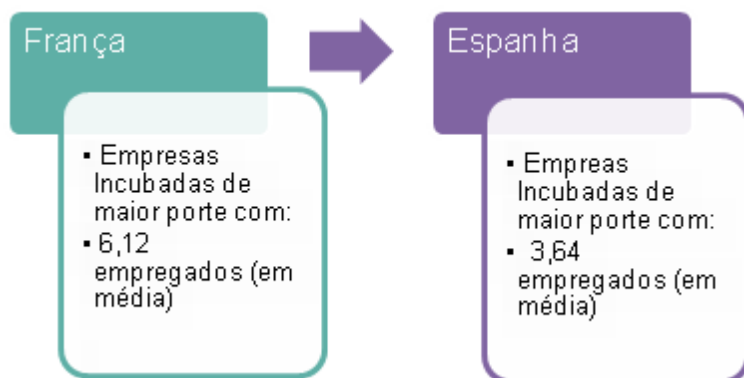 França
▪ Empresas
Incubadas de
maior porte com:
▪ 6,12
empregados (em
média)
Espanha
▪ Empreas
Incubadas de
maior porte com:
▪ 3,64
empregados (em
média)